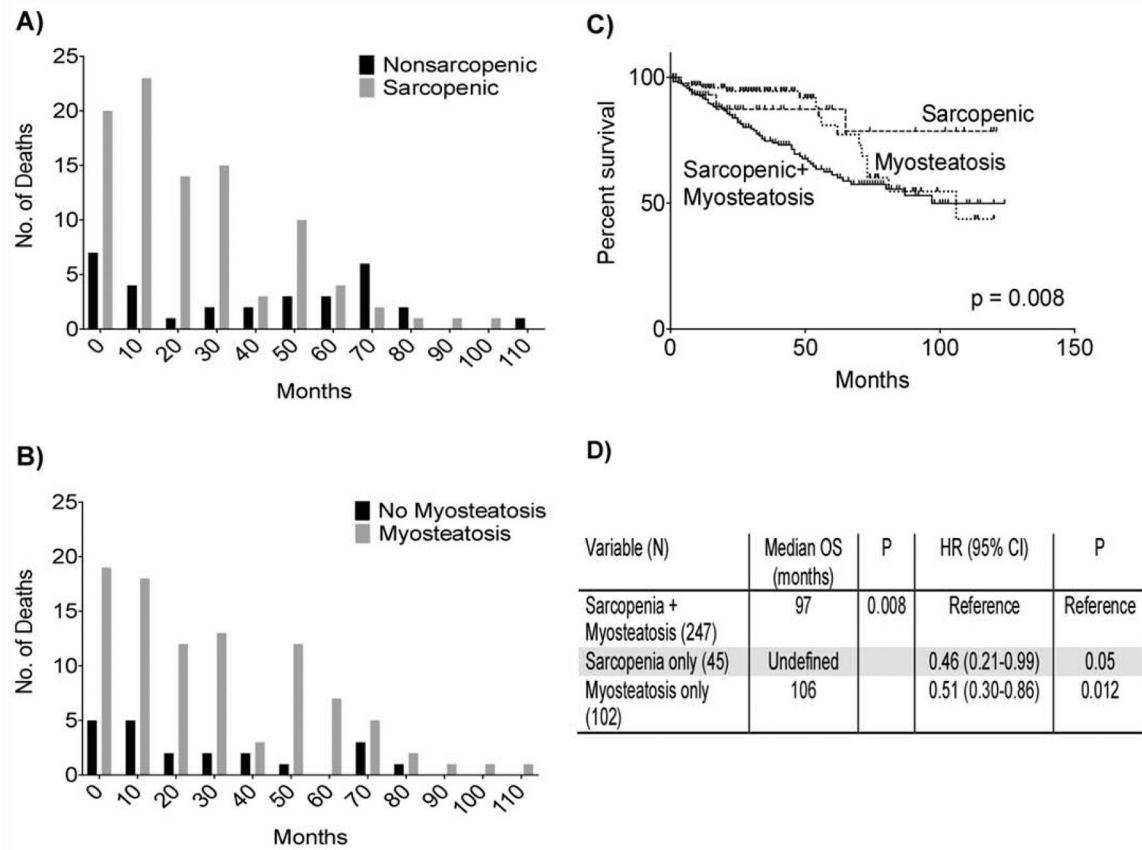 A)
25
20
15
10
5
0
No. of Deaths
Nonsarcopenic
Sarcopenic
0 10 20 30 40 50 60 70 80 90 100 110
Months
B)
25
20
15
10
5
0
No. of Deaths
No Myosteatosis
Myosteatosis
0 10 20 30 40 50 60 70 80 90 100 110
Months
C)
100
50
0
Percent survival
Sarcopenic
Myosteatosis
Sarcopenic+
Myosteatosis
p = 0.008
0 50 100 150
Months
D)
Variable (N) Median OS P HR (95% CI) P
(months)
Sarcopenia + 97 0.008 Reference Reference
Myosteatosis (247)
Sarcopenia only (45) Undefined 0.46 (0.21-0.99) 0.05
Myosteatosis only 106 0.51 (0.30-0.86) 0.012
(102)